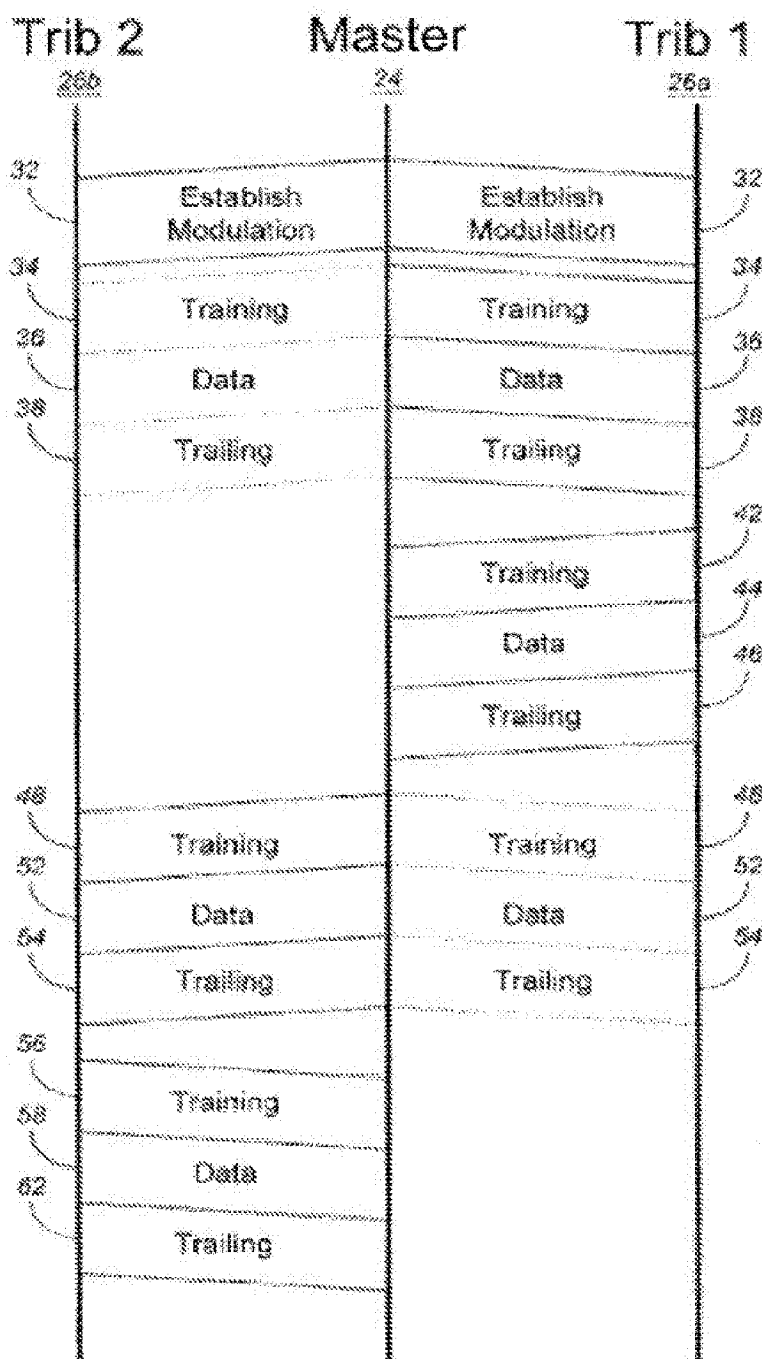 Trib 2 Master Trib 1
26b 24 26a
32 Establish Modulation Establish Modulation 32
34 Training Training 34
36 Data Data 36
38 Trailing Trailing 38
Training 42
Data 44
Trailing 46
48 Training Training 48
52 Data Data 52
54 Trailing Trailing 54
56 Training
58 Data
62 Trailing